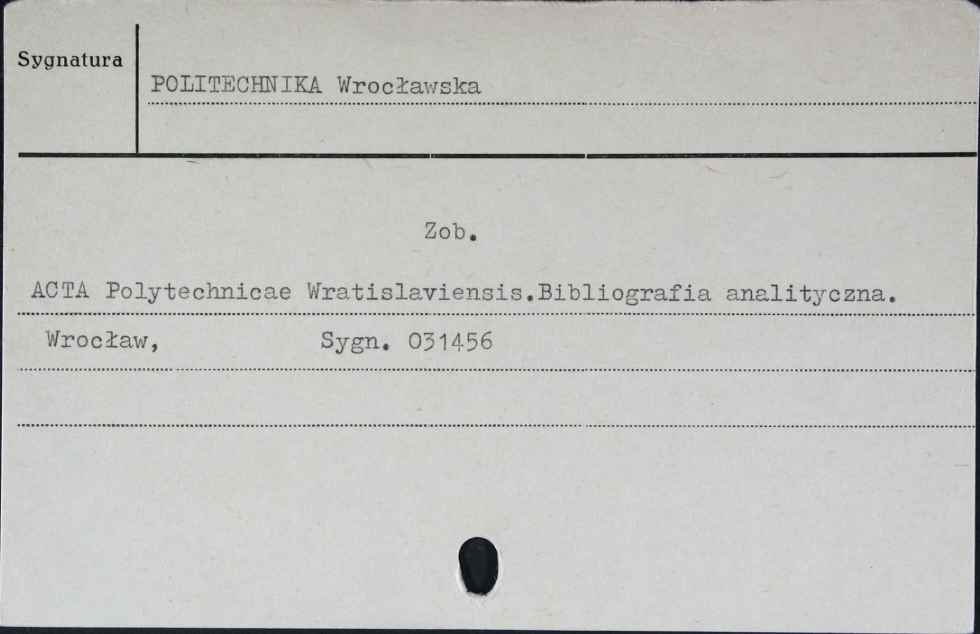 Sygnatura
POLITECHNIKA Wrocławska
Zob.
ACTA Polytechnicae Wratislaviensis.Bibliografia analityczna.
Wrocław, Sygn. 031456